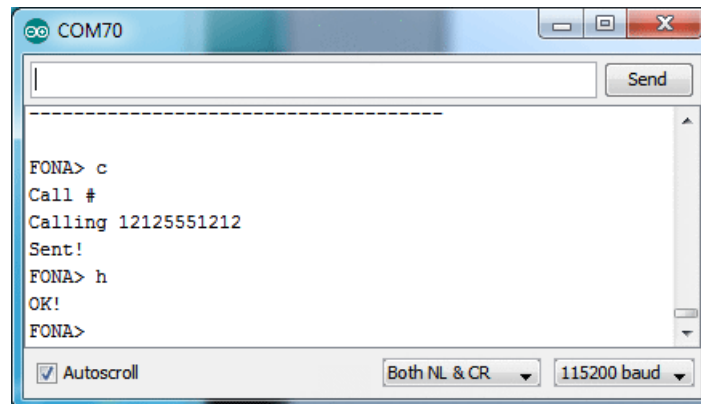 COM70
Send
-------------------------------------
FONA> c
Call #
Calling 12125551212
Sent!
FONA> h
OK!
FONA>
Autoscroll
Both NL & CR
115200 baud